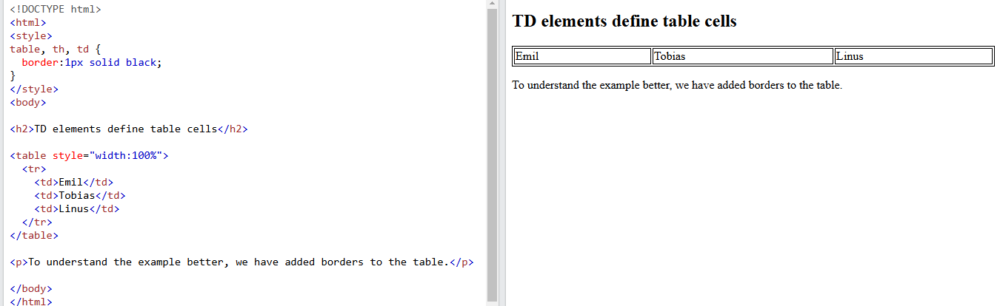 <!DOCTYPE html>
<html>
<style>
table, th, td {
  border:1px solid black;
}
</style>
<body>

<h2>TD elements define table cells</h2>

<table style="width:100%">
  <tr>
    <td>Emil</td>
    <td>Tobias</td>
    <td>Linus</td>
  </tr>
</table>

<p>To understand the example better, we have added borders to the table.</p>

</body>
</html>
TD elements define table cells
Emil Tobias Linus
To understand the example better, we have added borders to the table.